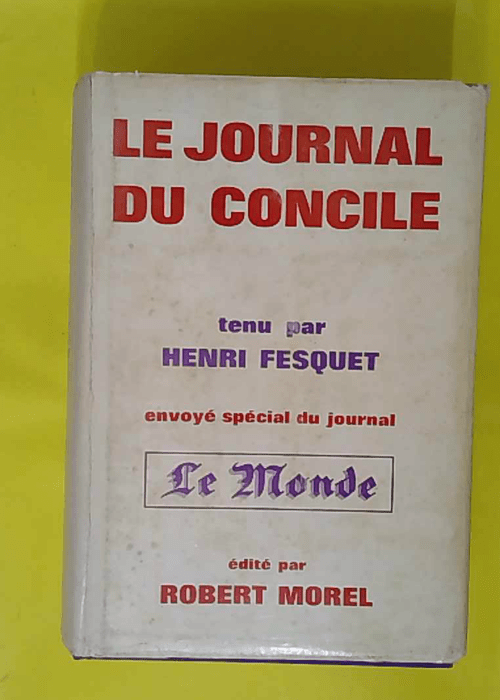 LE JOURNAL
DU CONCILE
tenu par
HENRI FESQUET
envoyé spécial du journal
Le Monde
édité par
ROBERT MOREL